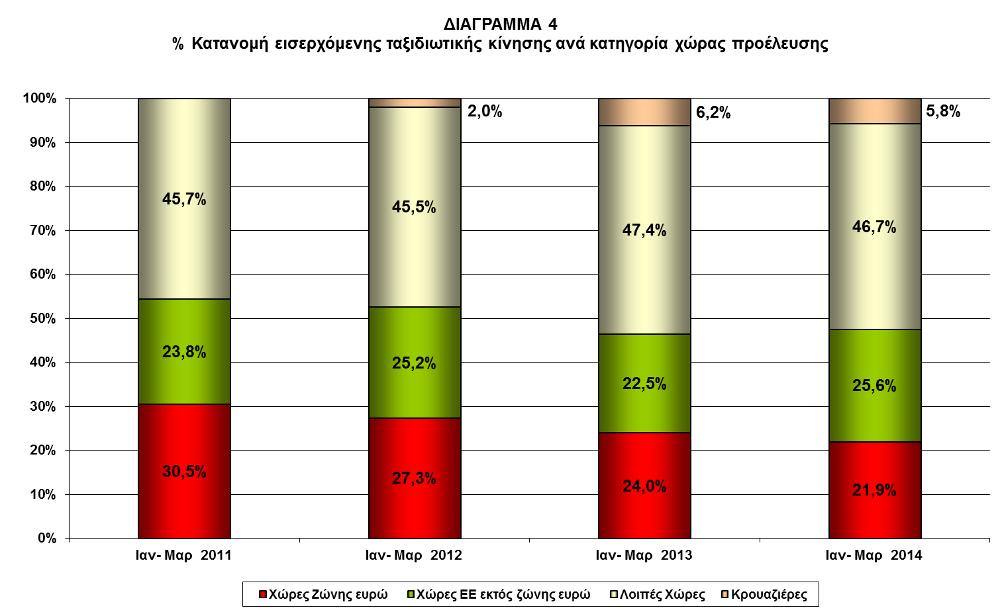 ΔΙΑΓΡΑΜΜΑ 4
% Κατανομή εισερχόμενης ταξιδιωτικής κίνησης ανά κατηγορία χώρας προέλευσης
100%
90%
80%
70%
60%
50%
40%
30%
20%
10%
0%
45,7%
23,8%
30,5%
2,0%
45,5%
25,2%
27,3%
6,2%
47,4%
22,5%
24,0%
5,8%
46,7%
25,6%
21,9%
Ιαν- Μαρ 2011
Ιαν- Μαρ 2012
Ιαν- Μαρ 2013
Ιαν- Μαρ 2014
Χώρες Ζώνης ευρώ
Χώρες ΕΕ εκτός ζώνης ευρώ
Λοιπές Χώρες
Κρουαζιέρες